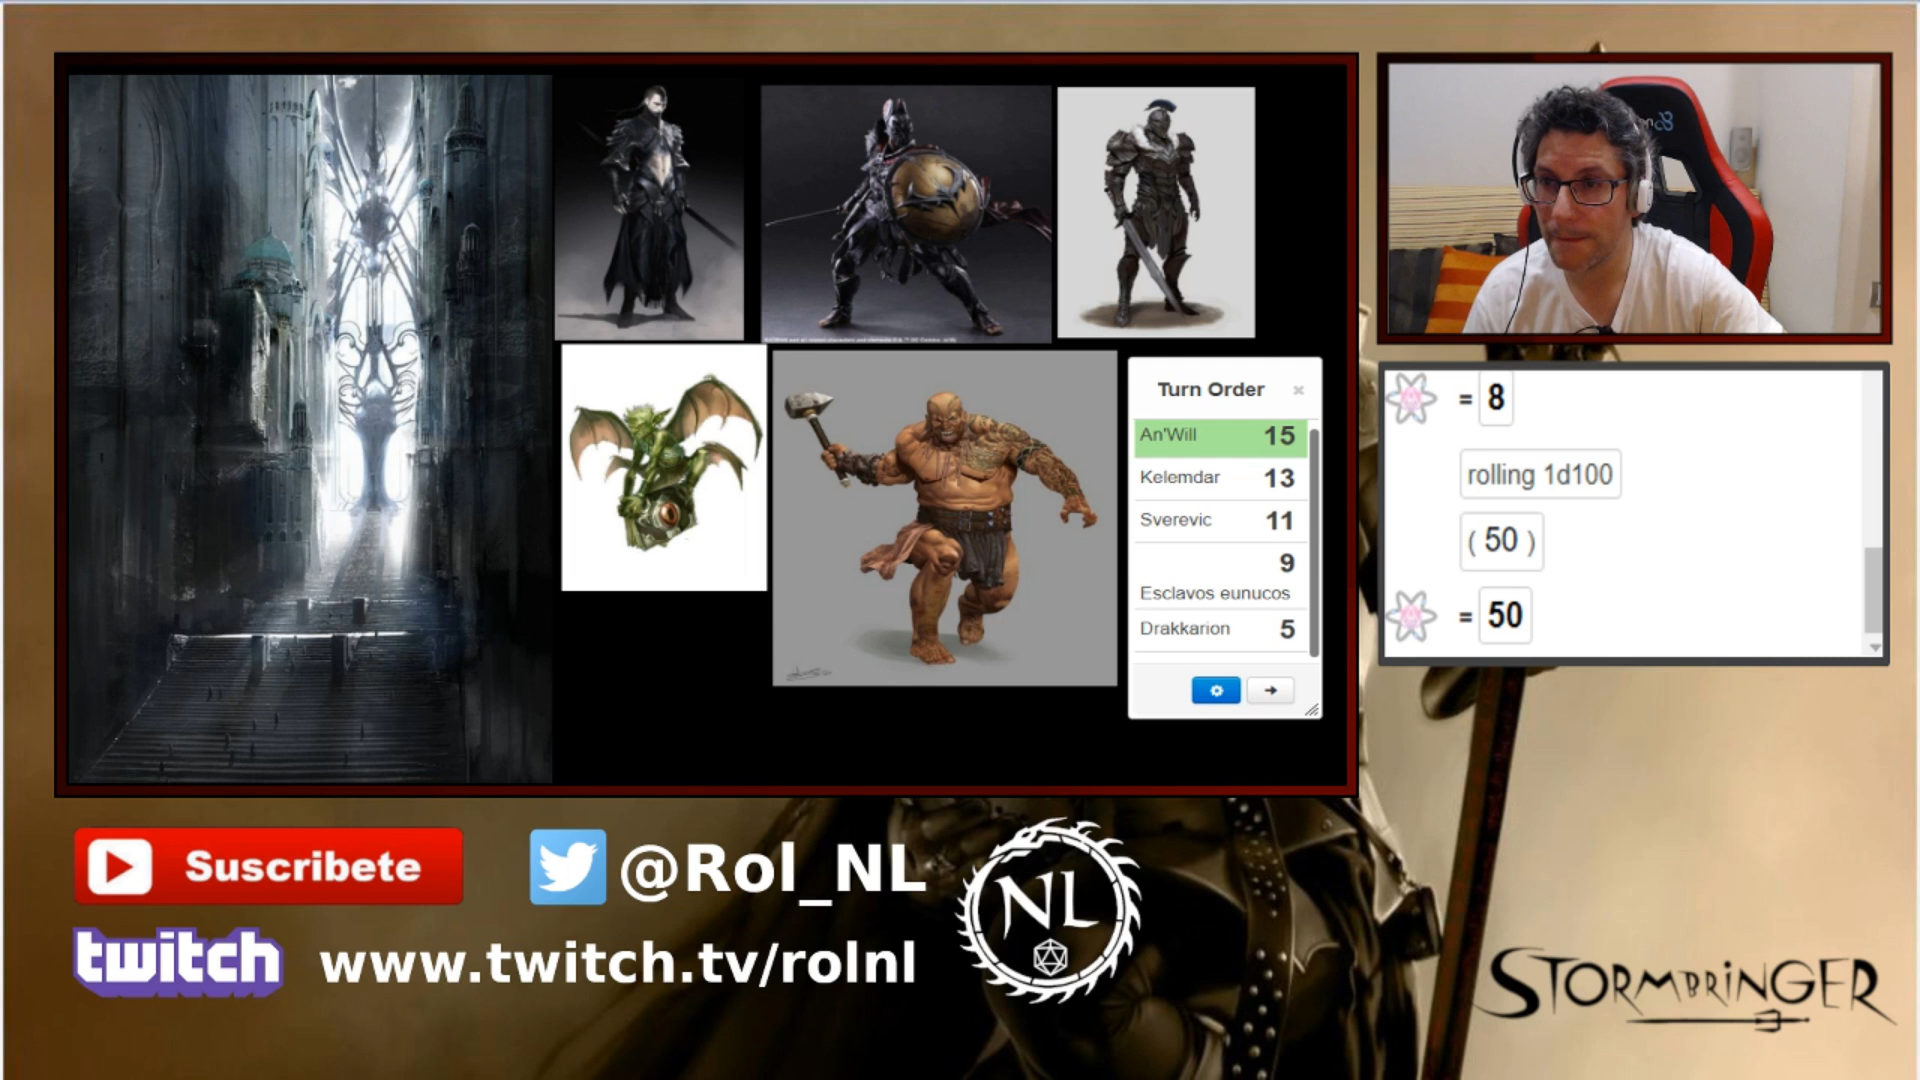 Turn Order ×
An'Will 15
Kelemdar 13
Sverevic 11
9
Esclavos eunucos
Drakkarion 5
= 8
rolling 1d100
( 50 )
= 50
Suscribete
@Rol_NL
twitch
www.twitch.tv/rolnl
NL
STORMBRINGER